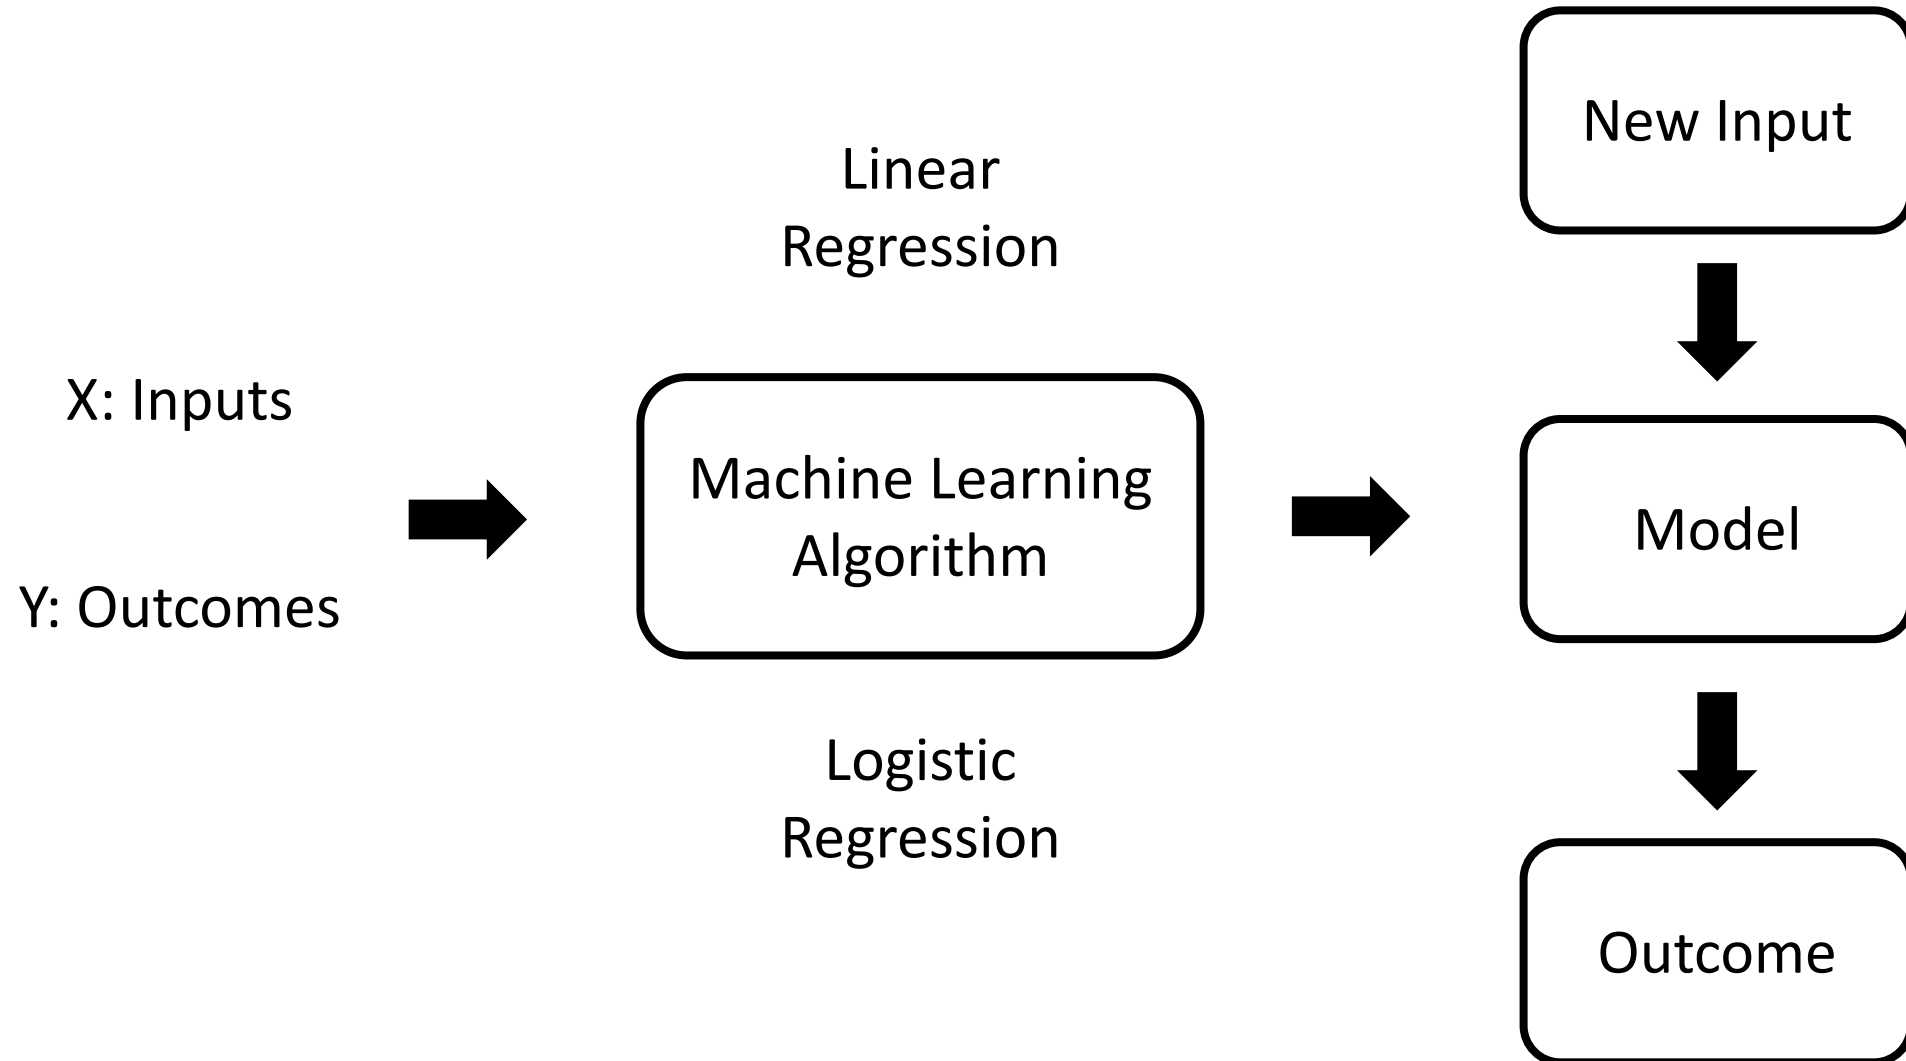 X: Inputs
Y: Outcomes
Linear
Regression
Machine Learning
Algorithm
Logistic
Regression
New Input
Model
Outcome